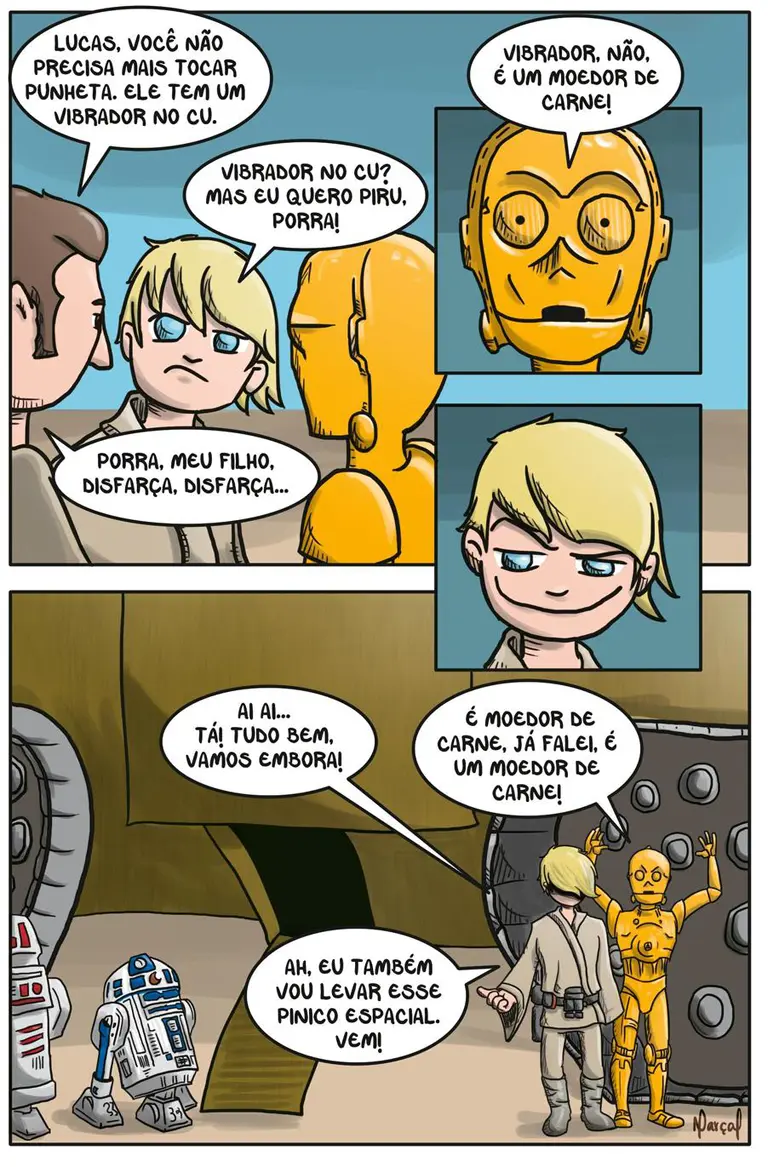 LUCAS, VOCÊ NÃO
PRECISA MAIS TOCAR
PUNHETA. ELE TEM UM
VIBRADOR NO CU.
VIBRADOR NO CU?
MAS EU QUERO PIRU,
PORRA!
VIBRADOR, NÃO,
É UM MOEDOR DE
CARNE!
PORRA, MEU FILHO,
DISFARÇA, DISFARÇA...
AI AI...
TÁ! TUDO BEM,
VAMOS EMBORA!
É MOEDOR DE
CARNE, JÁ FALEI, É
UM MOEDOR DE
CARNE!
AH, EU TAMBÉM
VOU LEVAR ESSE
PINICO ESPACIAL.
VEM!
Marçal